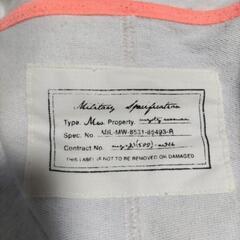 Military Specification
Type. Property.
Spec. No. MIL-MW-8531-85493-R
Contract No.
THIS LABEL IS NOT TO BE REMOVED OR DAMAGED